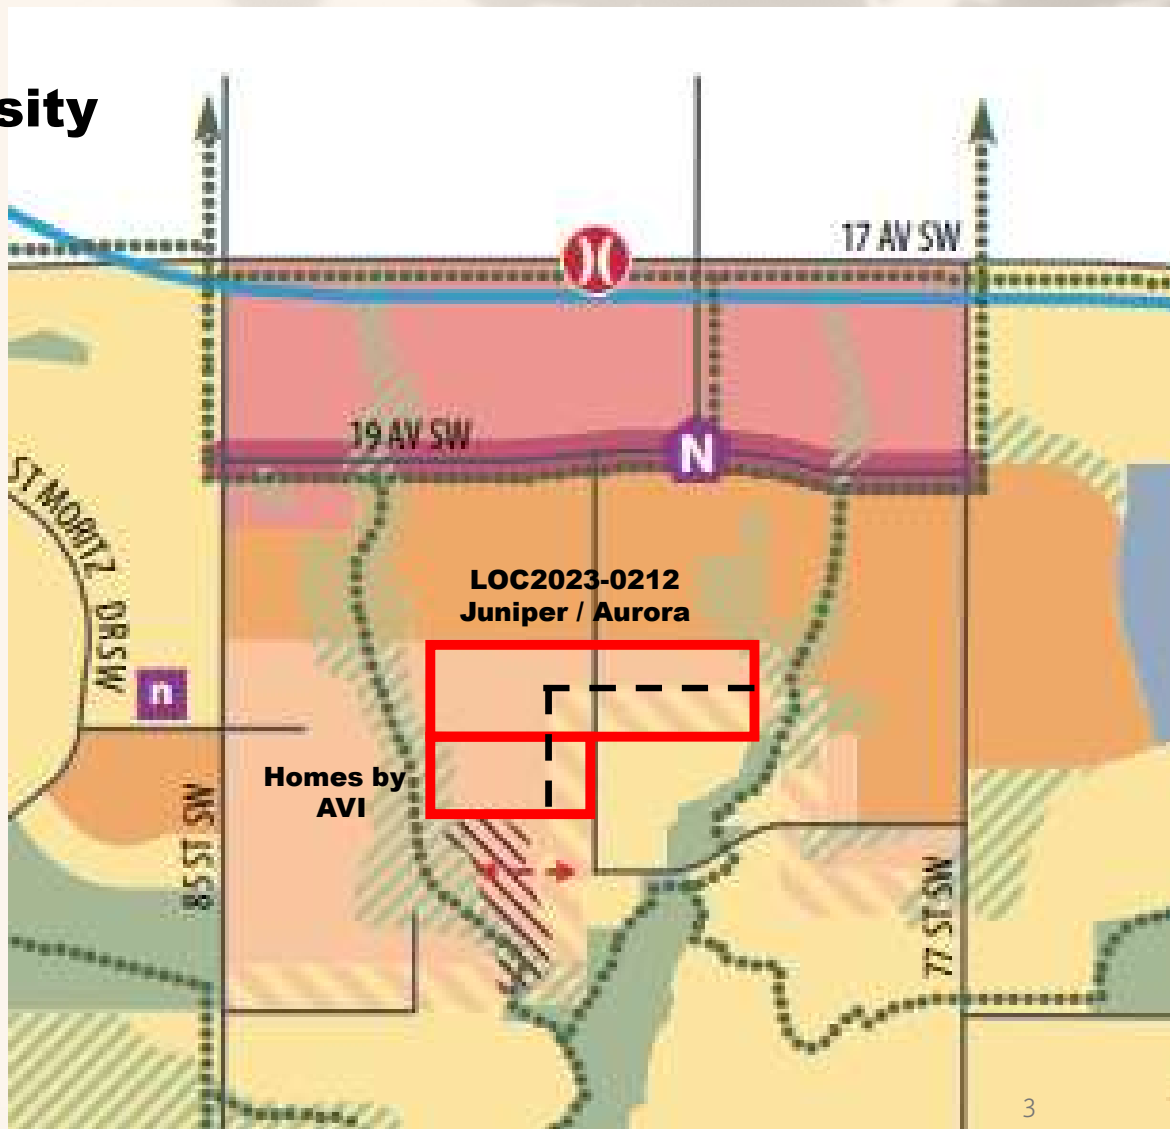 sity
17 AV SW
19 AV SW
N
ST MORITZ DR SW
LOC2023-0212
Juniper / Aurora
n
Homes by
AVI
85 ST SW
77 ST SW
3